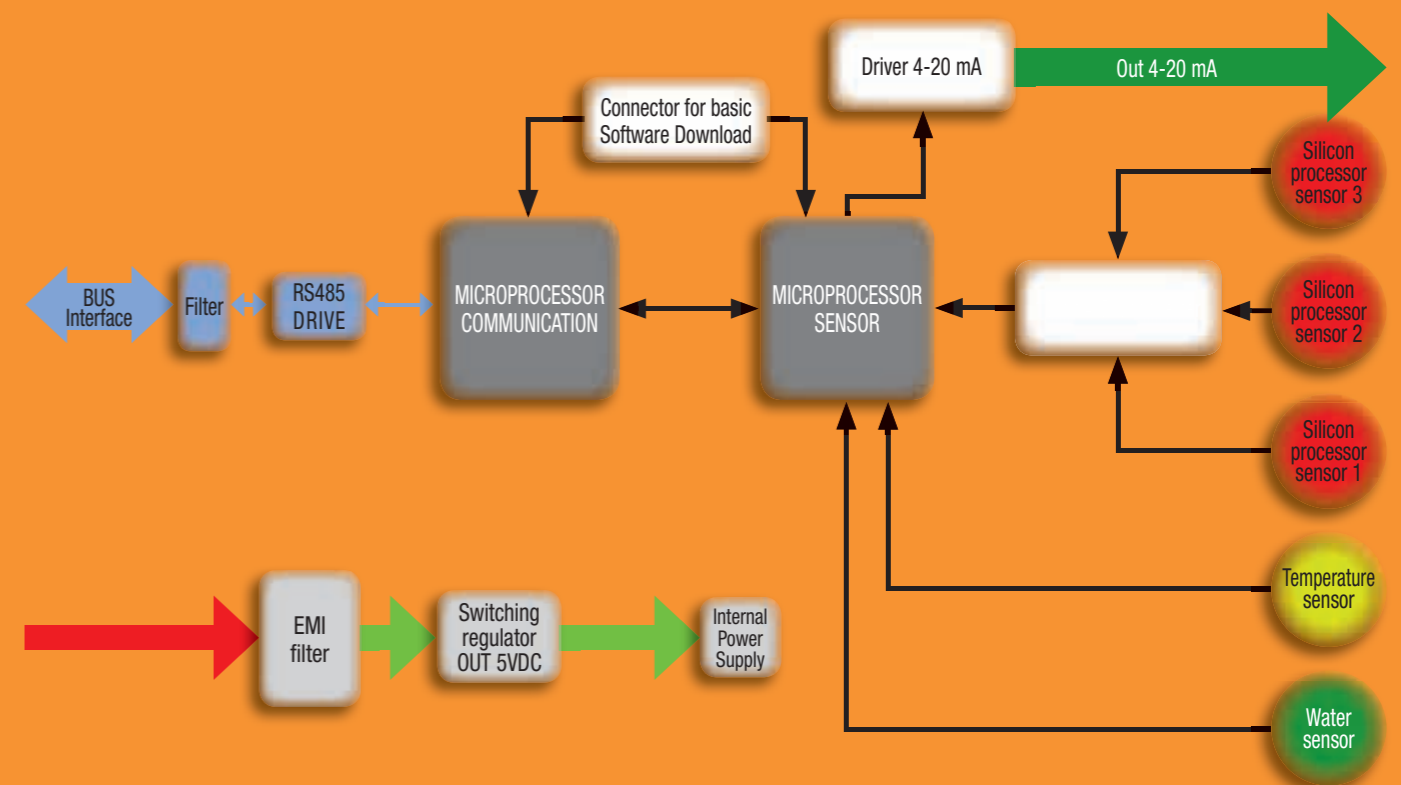 Driver 4-20 mA
Out 4-20 mA
Connector for basic
Software Download
Silicon
processor
sensor 3
BUS
Interface
Filter
RS485
DRIVE
MICROPROCESSOR
COMMUNICATION
MICROPROCESSOR
SENSOR
Silicon
processor
sensor 2
Silicon
processor
sensor 1
Temperature
sensor
EMI
filter
Switching
regulator
OUT 5VDC
Internal
Power
Supply
Water
sensor